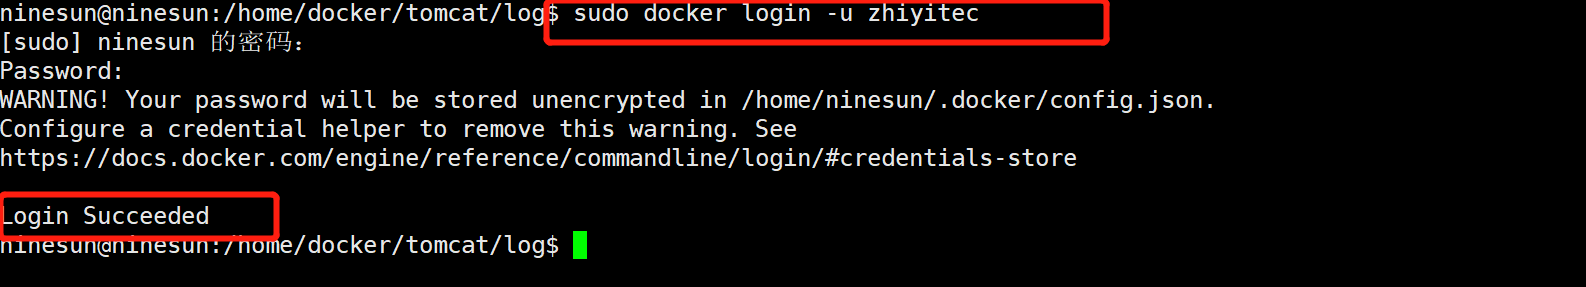 ninesun@ninesun:/home/docker/tomcat/log$ sudo docker login -u zhiyitec
[sudo] ninesun 的密码：
Password:
WARNING! Your password will be stored unencrypted in /home/ninesun/.docker/config.json.
Configure a credential helper to remove this warning. See
https://docs.docker.com/engine/reference/commandline/login/#credentials-store
Login Succeeded
ninesun@ninesun:/home/docker/tomcat/log$